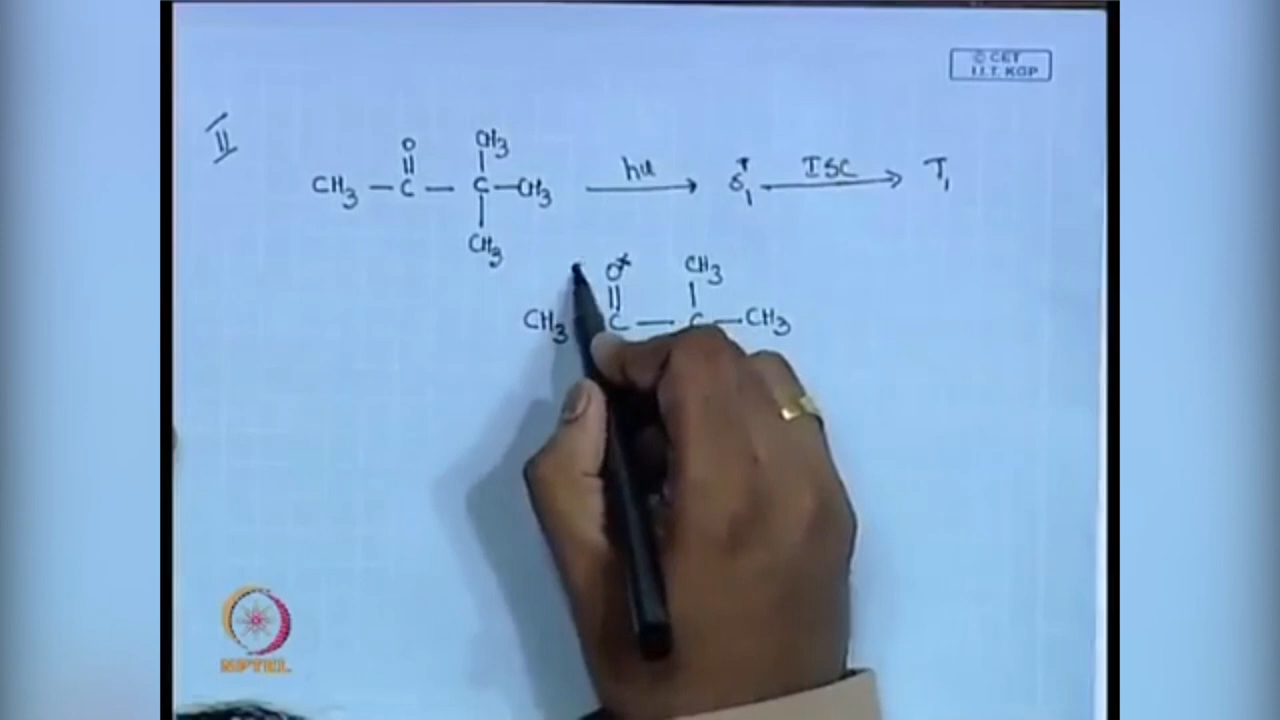 © CET
I.I.T. KGP
II
O CH3
CH3 — C — C — CH3 hν S1* ISC T1
CH3
O* CH3
CH3 C — C — CH3
NPTEL